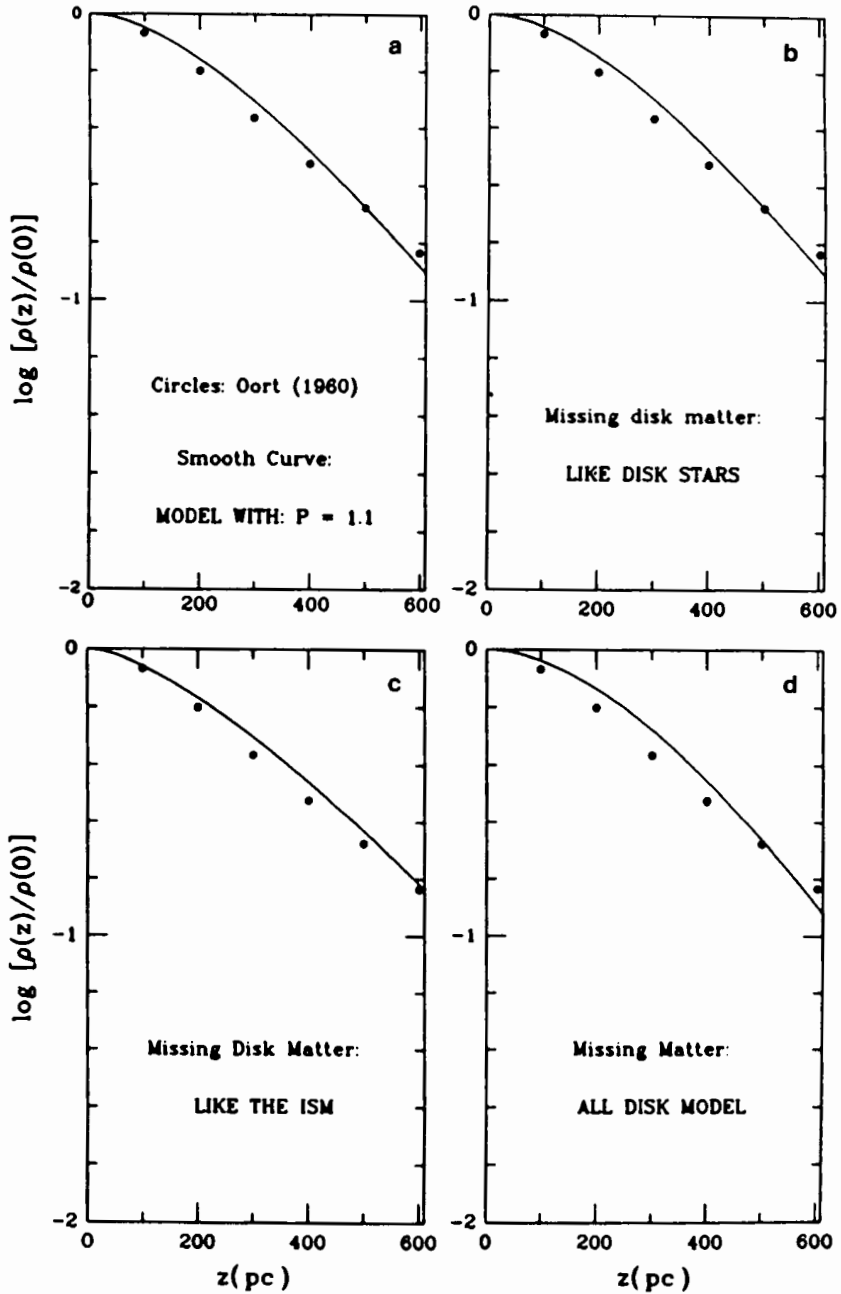 a
b
log [ρ(z)/ρ(0)]
0
-1
-2
Circles: Oort (1960)
Smooth Curve:
MODEL WITH: P = 1.1
0 200 400 600
0
-1
-2
Missing disk matter:
LIKE DISK STARS
0 200 400 600
c
d
log [ρ(z)/ρ(0)]
0
-1
-2
Missing Disk Matter:
LIKE THE ISM
0 200 400 600
z(pc)
0
-1
-2
Missing Matter:
ALL DISK MODEL
0 200 400 600
z(pc)